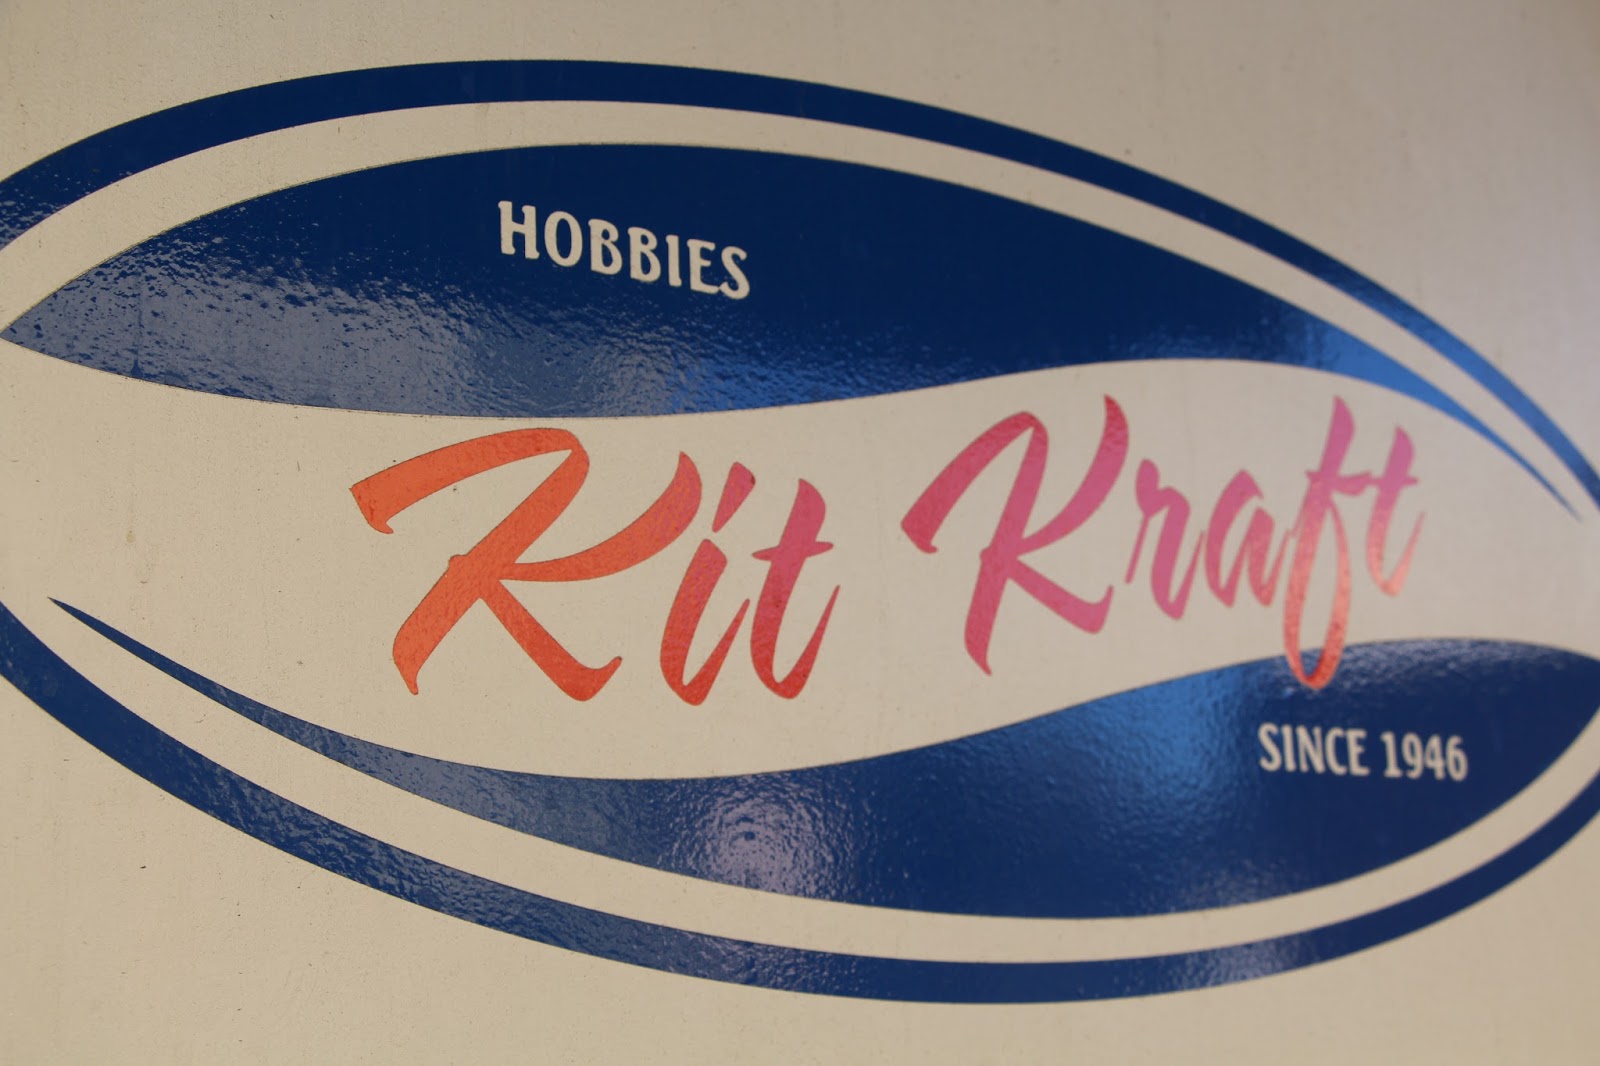 HOBBIES
Kit Kraft
SINCE 1946